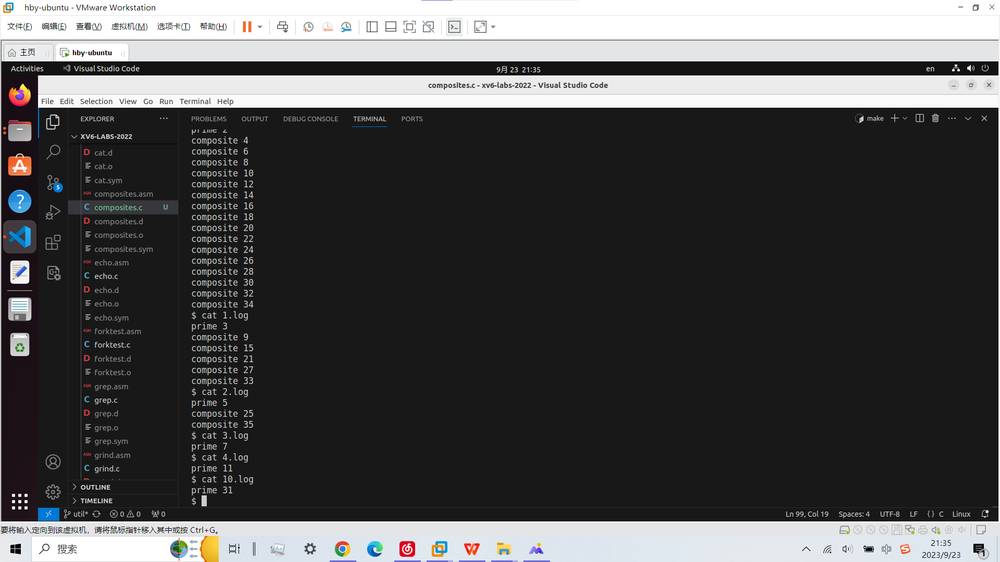 hby-ubuntu - VMware Workstation
文件(F) 编辑(E) 查看(V) 虚拟机(M) 选项卡(T) 帮助(H)
主页 hby-ubuntu
Activities Visual Studio Code 9月 23 21:35 en
composites.c - xv6-labs-2022 - Visual Studio Code
File Edit Selection View Go Run Terminal Help
EXPLORER
XV6-LABS-2022
D cat.d
cat.o
cat.sym
ASM composites.asm
C composites.c U
D composites.d
composites.o
composites.sym
ASM echo.asm
C echo.c
D echo.d
echo.o
echo.sym
ASM forktest.asm
C forktest.c
D forktest.d
forktest.o
ASM grep.asm
C grep.c
D grep.d
grep.o
grep.sym
ASM grind.asm
C grind.c
OUTLINE
TIMELINE
5
PROBLEMS OUTPUT DEBUG CONSOLE TERMINAL PORTS make
prime 2
composite 4
composite 6
composite 8
composite 10
composite 12
composite 14
composite 16
composite 18
composite 20
composite 22
composite 24
composite 26
composite 28
composite 30
composite 32
composite 34
$ cat 1.log
prime 3
composite 9
composite 15
composite 21
composite 27
composite 33
$ cat 2.log
prime 5
composite 25
composite 35
$ cat 3.log
prime 7
$ cat 4.log
prime 11
$ cat 10.log
prime 31
$
util* 0 0 0 Ln 99, Col 19 Spaces: 4 UTF-8 LF {} C Linux
要将输入定向到该虚拟机，请将鼠标指针移入其中或按 Ctrl+G。
搜索
中
21:35
2023/9/23
1